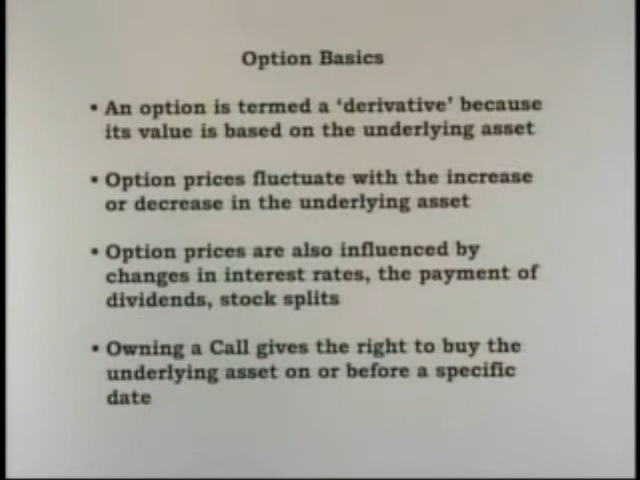 Option Basics
• An option is termed a ‘derivative’ because
its value is based on the underlying asset
• Option prices fluctuate with the increase
or decrease in the underlying asset
• Option prices are also influenced by
changes in interest rates, the payment of
dividends, stock splits
• Owning a Call gives the right to buy the
underlying asset on or before a specific
date